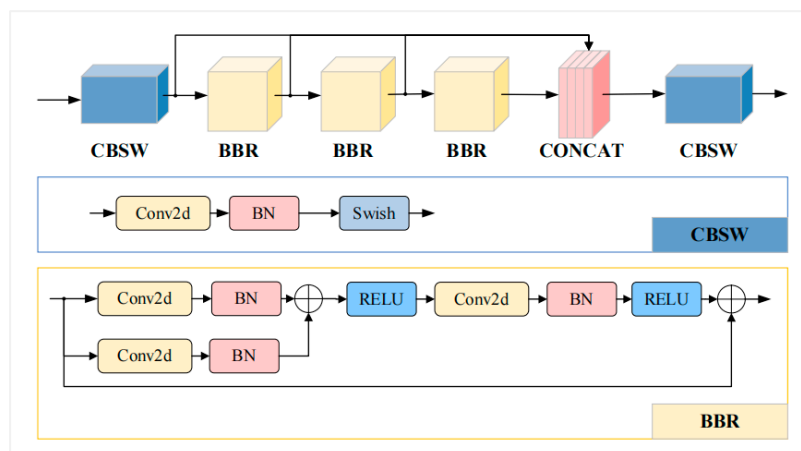 CBSW BBR BBR BBR CONCAT CBSW
Conv2d BN Swish
CBSW
Conv2d BN RELU Conv2d BN RELU
Conv2d BN
BBR